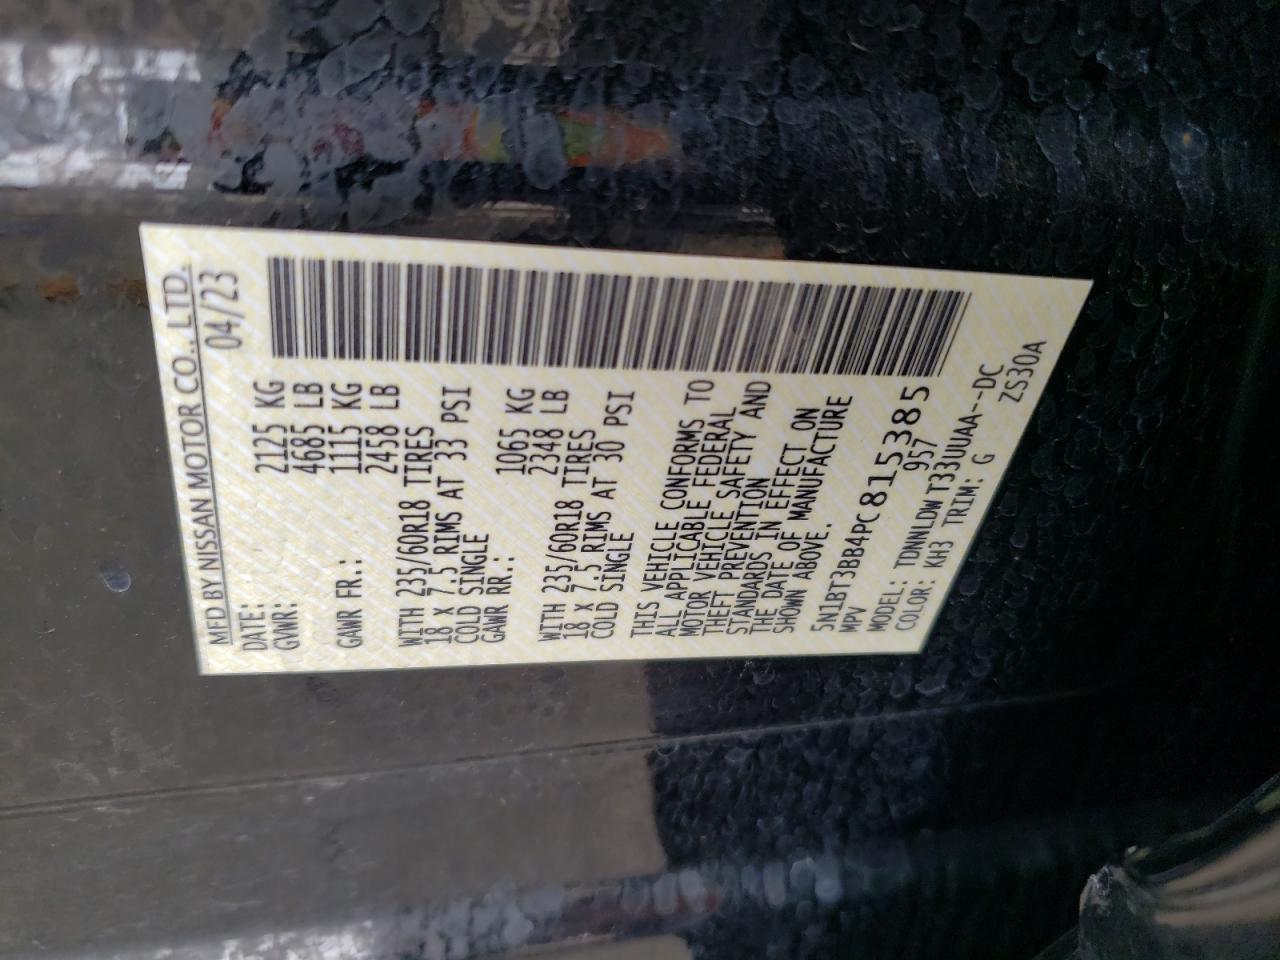 MFD BY NISSAN MOTOR CO., LTD.
DATE: 04/23
GVWR: 2125 KG
4685 LB
GAWR FR.: 1115 KG
2458 LB
WITH 235/60R18 TIRES
18 X 7.5 RIMS AT 33 PSI
COLD SINGLE
GAWR RR.: 1065 KG
2348 LB
WITH 235/60R18 TIRES
18 X 7.5 RIMS AT 30 PSI
COLD SINGLE
THIS VEHICLE CONFORMS TO
ALL APPLICABLE FEDERAL
MOTOR VEHICLE SAFETY AND
THEFT PREVENTION
STANDARDS IN EFFECT ON
THE DATE OF MANUFACTURE
SHOWN ABOVE.
5N1BT3BB4PC815385
MPV 957
MODEL: TDNNLDW T33UUAA--DC
COLOR: KH3 TRIM: G ZS30A